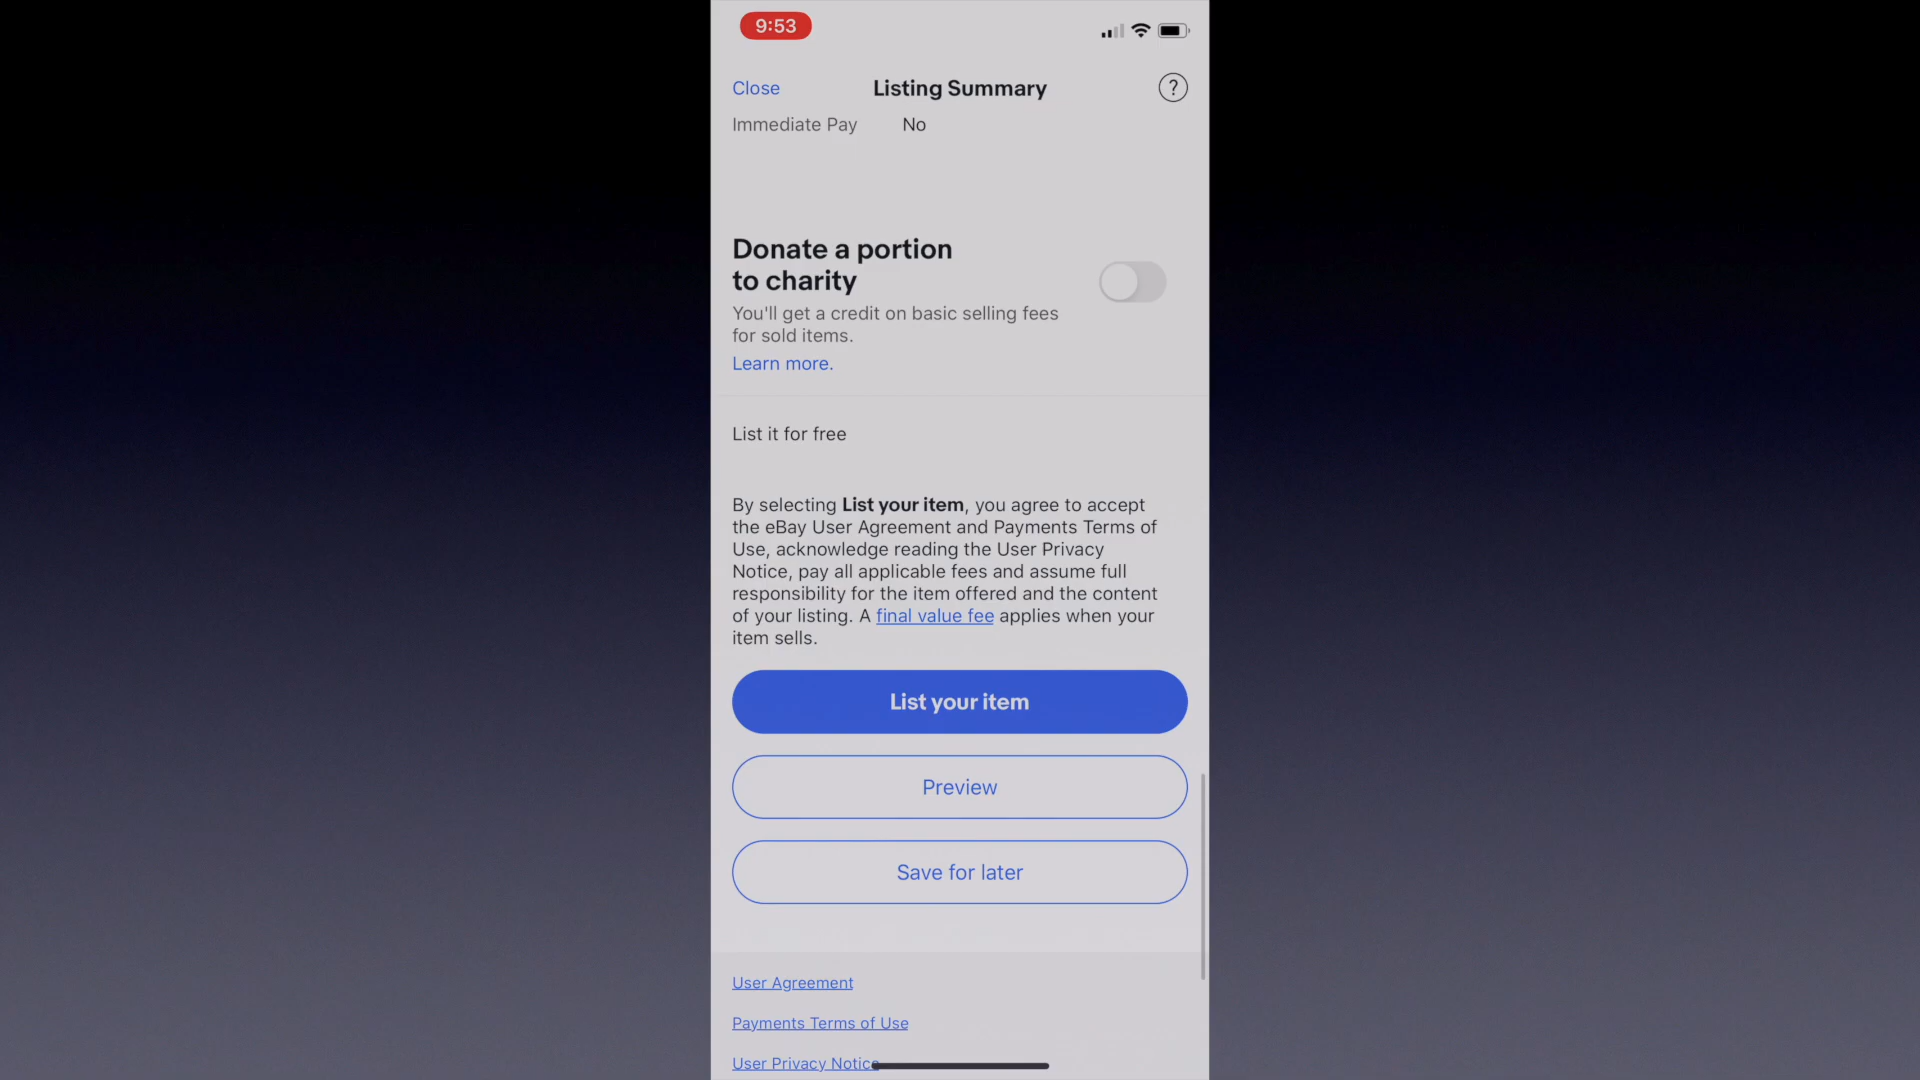 9:53
Close
Listing Summary
?
Immediate Pay No
Donate a portion
to charity
You'll get a credit on basic selling fees
for sold items.
Learn more.
List it for free
By selecting List your item, you agree to accept
the eBay User Agreement and Payments Terms of
Use, acknowledge reading the User Privacy
Notice, pay all applicable fees and assume full
responsibility for the item offered and the content
of your listing. A final value fee applies when your
item sells.
List your item
Preview
Save for later
User Agreement
Payments Terms of Use
User Privacy Notice